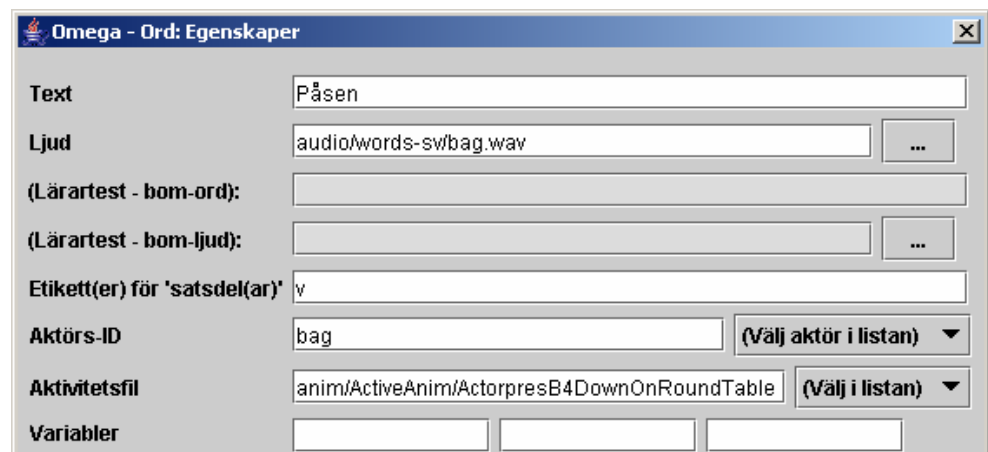 Omega - Ord: Egenskaper
Text Påsen
Ljud audio/words-sv/bag.wav ...
(Lärartest - bom-ord):
(Lärartest - bom-ljud): ...
Etikett(er) för 'satsdel(ar)' v
Aktörs-ID bag (Välj aktör i listan)
Aktivitetsfil anim/ActiveAnim/ActorpresB4DownOnRoundTable (Välj i listan)
Variabler